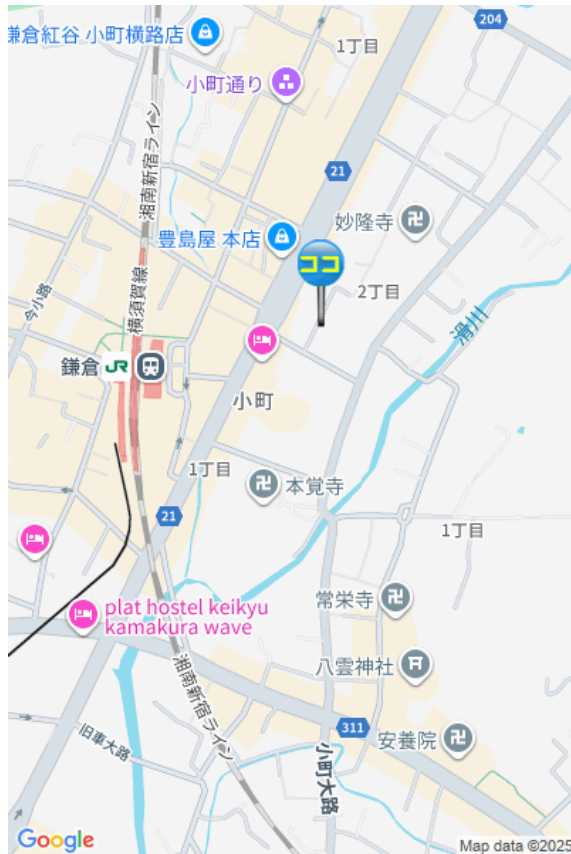 204
鎌倉紅谷 小町横路店
1丁目
小町通り
湘南新宿ライン
21
妙隆寺
豊島屋 本店
ココ
2丁目
滑川
今小路
横須賀線
鎌倉
JR
小町
1丁目
本覚寺
21
1丁目
常栄寺
plat hostel keikyu
kamakura wave
八雲神社
湘南新宿ライン
311
安養院
旧車大路
小町大路
Google
Map data ©2025